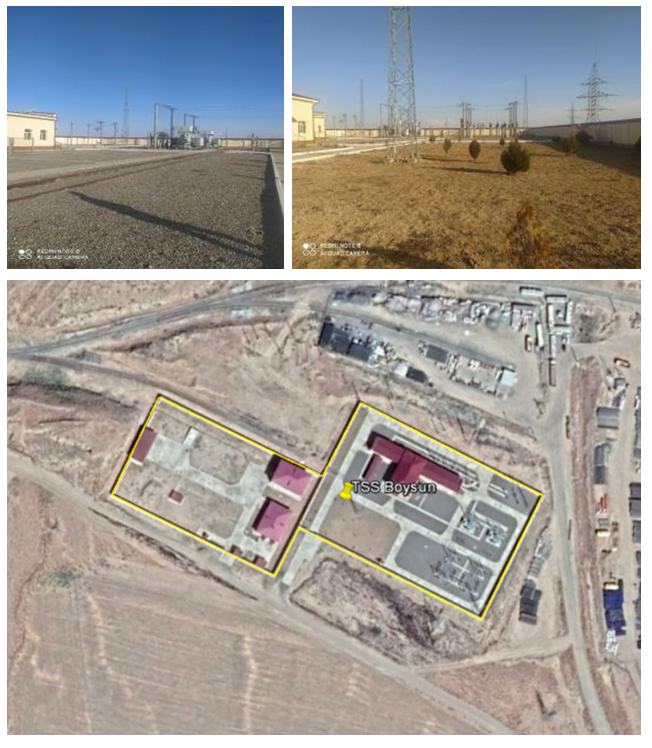 REDMI NOTE 8
AI QUAD CAMERA
REDMI NOTE 8
AI QUAD CAMERA
TSS Boysun